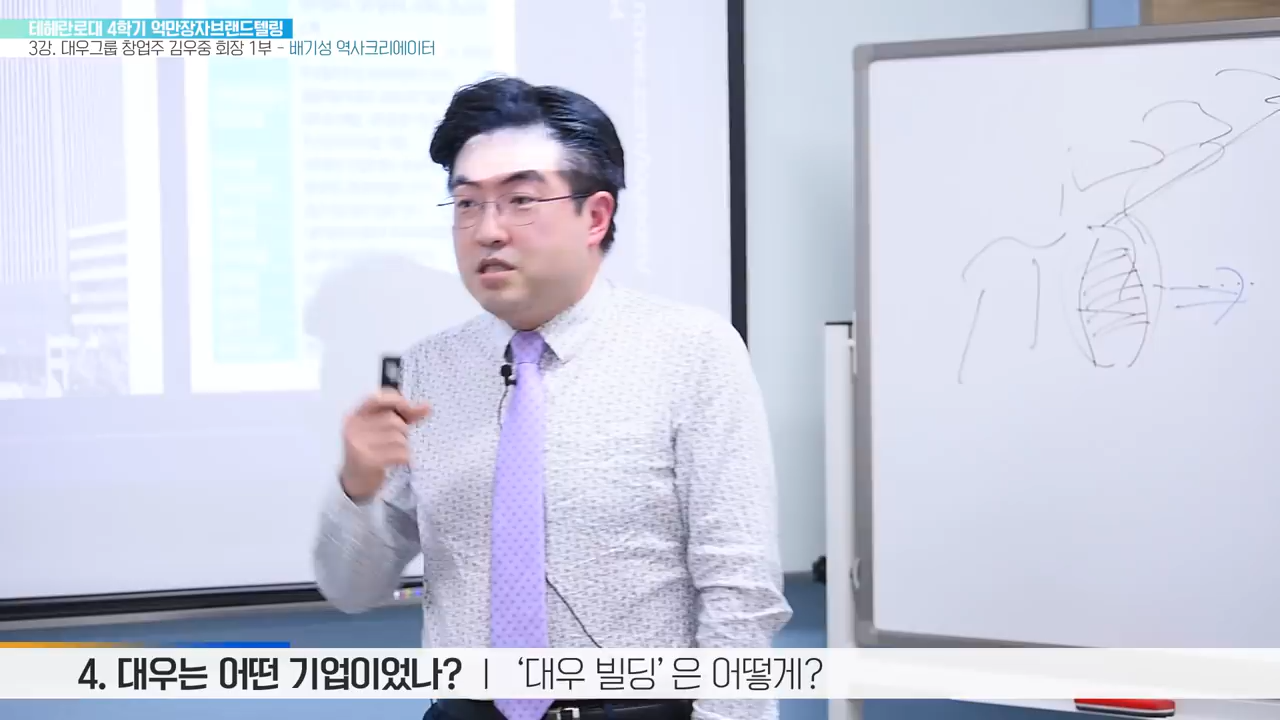 테헤란로대 4학기 억만장자브랜드텔링
3강. 대우그룹 창업주 김우중 회장 1부 - 배기성 역사크리에이터
4. 대우는 어떤 기업이었나? | ‘대우 빌딩’은 어떻게?